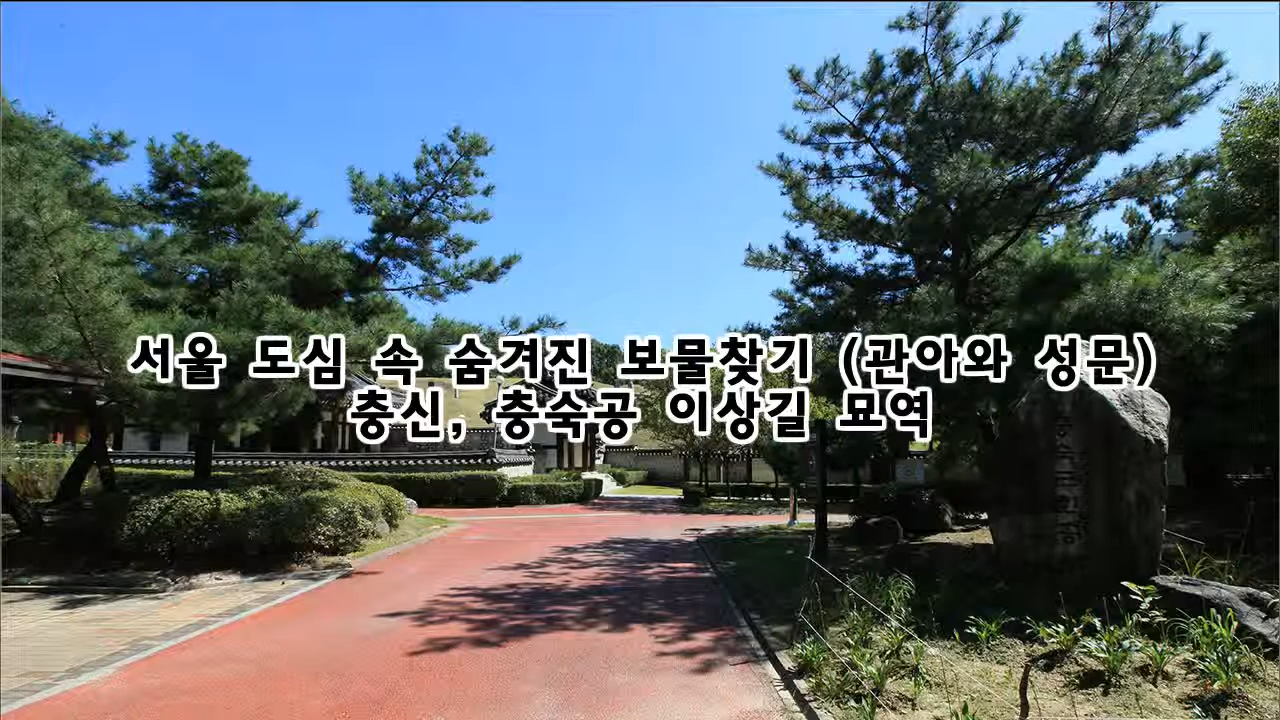 서울 도심 속 숨겨진 보물찾기 (관아와 성문)
충신, 충숙공 이상길 묘역